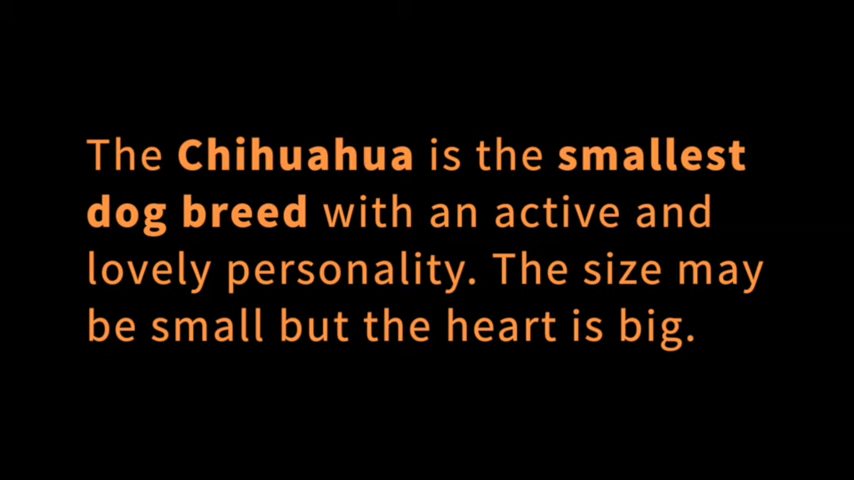 The Chihuahua is the smallest
dog breed with an active and
lovely personality. The size may
be small but the heart is big.